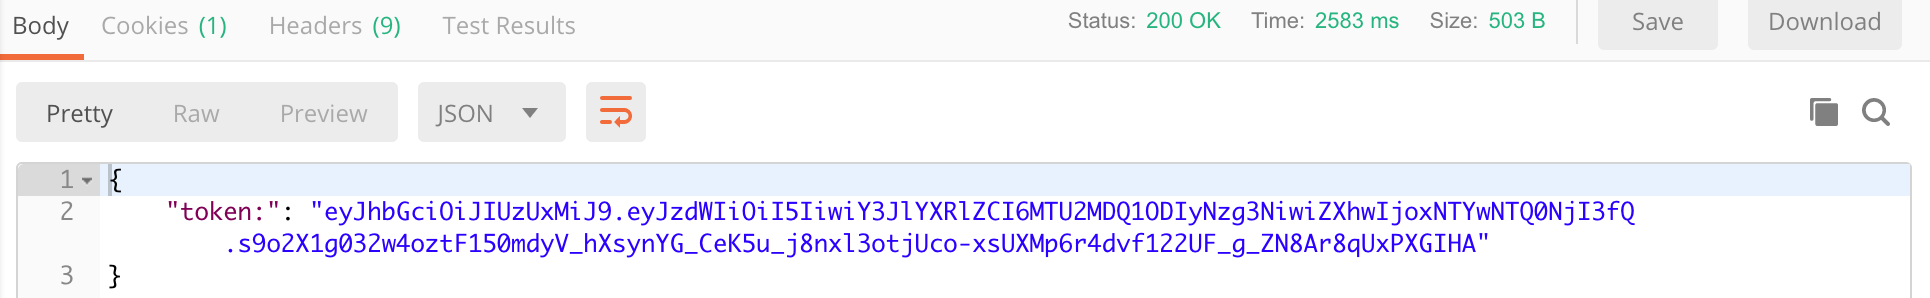 Body Cookies (1) Headers (9) Test Results Status: 200 OK Time: 2583 ms Size: 503 B Save Download
Pretty Raw Preview JSON
1 {
2 "token:": "eyJhbGciOiJIUzUxMiJ9.eyJzdWIiOiI5IiwiY3JlYXRlZCI6MTU2MDQ1ODIyNzg3NiwiZXhwIjoxNTYwNTQ0NjI3fQ
.s9o2X1g032w4oztF150mdyV_hXsynYG_CeK5u_j8nxl3otjUco-xsUXMp6r4dvf122UF_g_ZN8Ar8qUxPXGIHA"
3 }